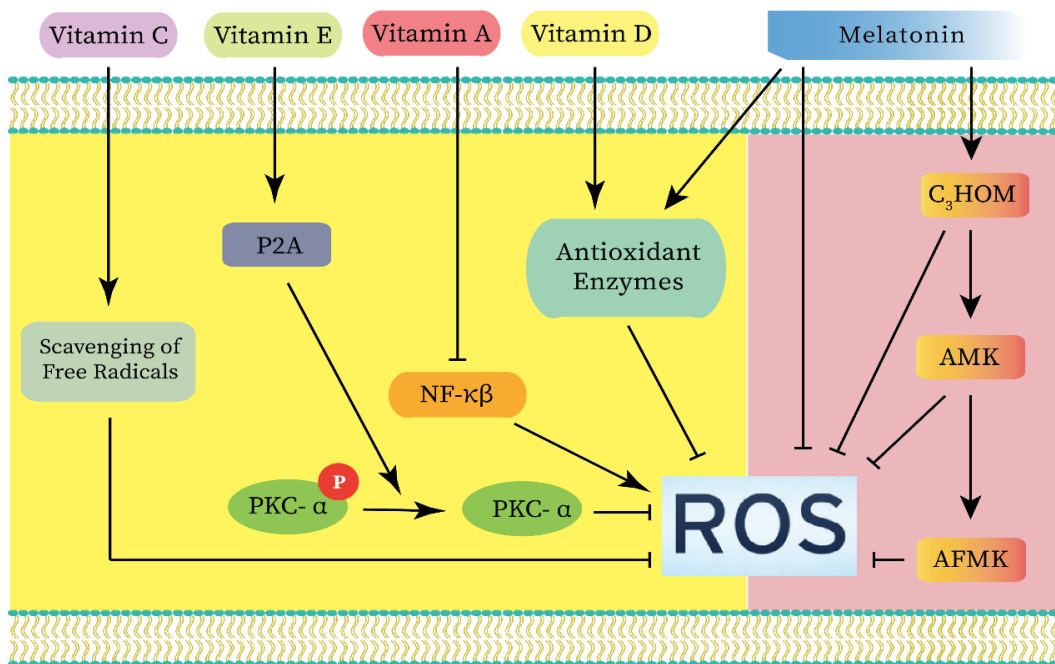 Vitamin C
Vitamin E
Vitamin A
Vitamin D
Melatonin
C₃HOM
P2A
Antioxidant
Enzymes
Scavenging of
Free Radicals
AMK
NF-κβ
P
PKC- α
PKC- α
ROS
AFMK